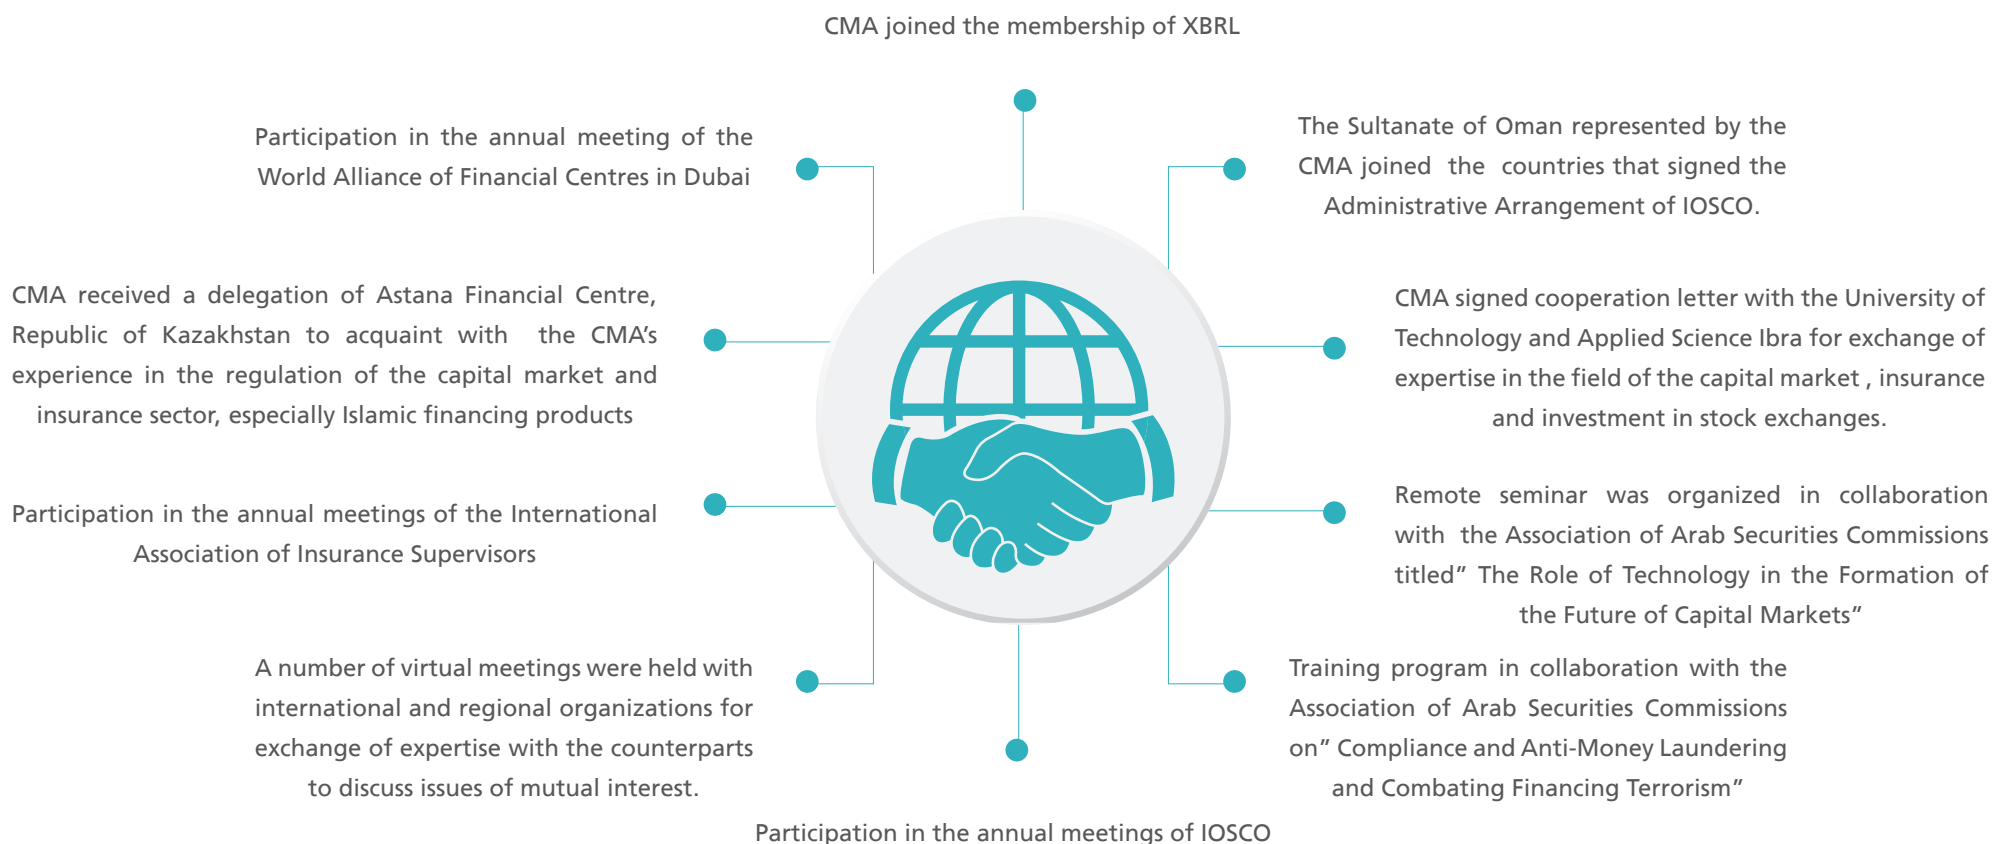 CMA joined the membership of XBRL
Participation in the annual meeting of the
World Alliance of Financial Centres in Dubai
The Sultanate of Oman represented by the
CMA joined the countries that signed the
Administrative Arrangement of IOSCO.
CMA received a delegation of Astana Financial Centre,
Republic of Kazakhstan to acquaint with the CMA’s
experience in the regulation of the capital market and
insurance sector, especially Islamic financing products
CMA signed cooperation letter with the University of
Technology and Applied Science Ibra for exchange of
expertise in the field of the capital market , insurance
and investment in stock exchanges.
Participation in the annual meetings of the International
Association of Insurance Supervisors
Remote seminar was organized in collaboration
with the Association of Arab Securities Commissions
titled” The Role of Technology in the Formation of
the Future of Capital Markets”
A number of virtual meetings were held with
international and regional organizations for
exchange of expertise with the counterparts
to discuss issues of mutual interest.
Training program in collaboration with the
Association of Arab Securities Commissions
on” Compliance and Anti-Money Laundering
and Combating Financing Terrorism”
Participation in the annual meetings of IOSCO